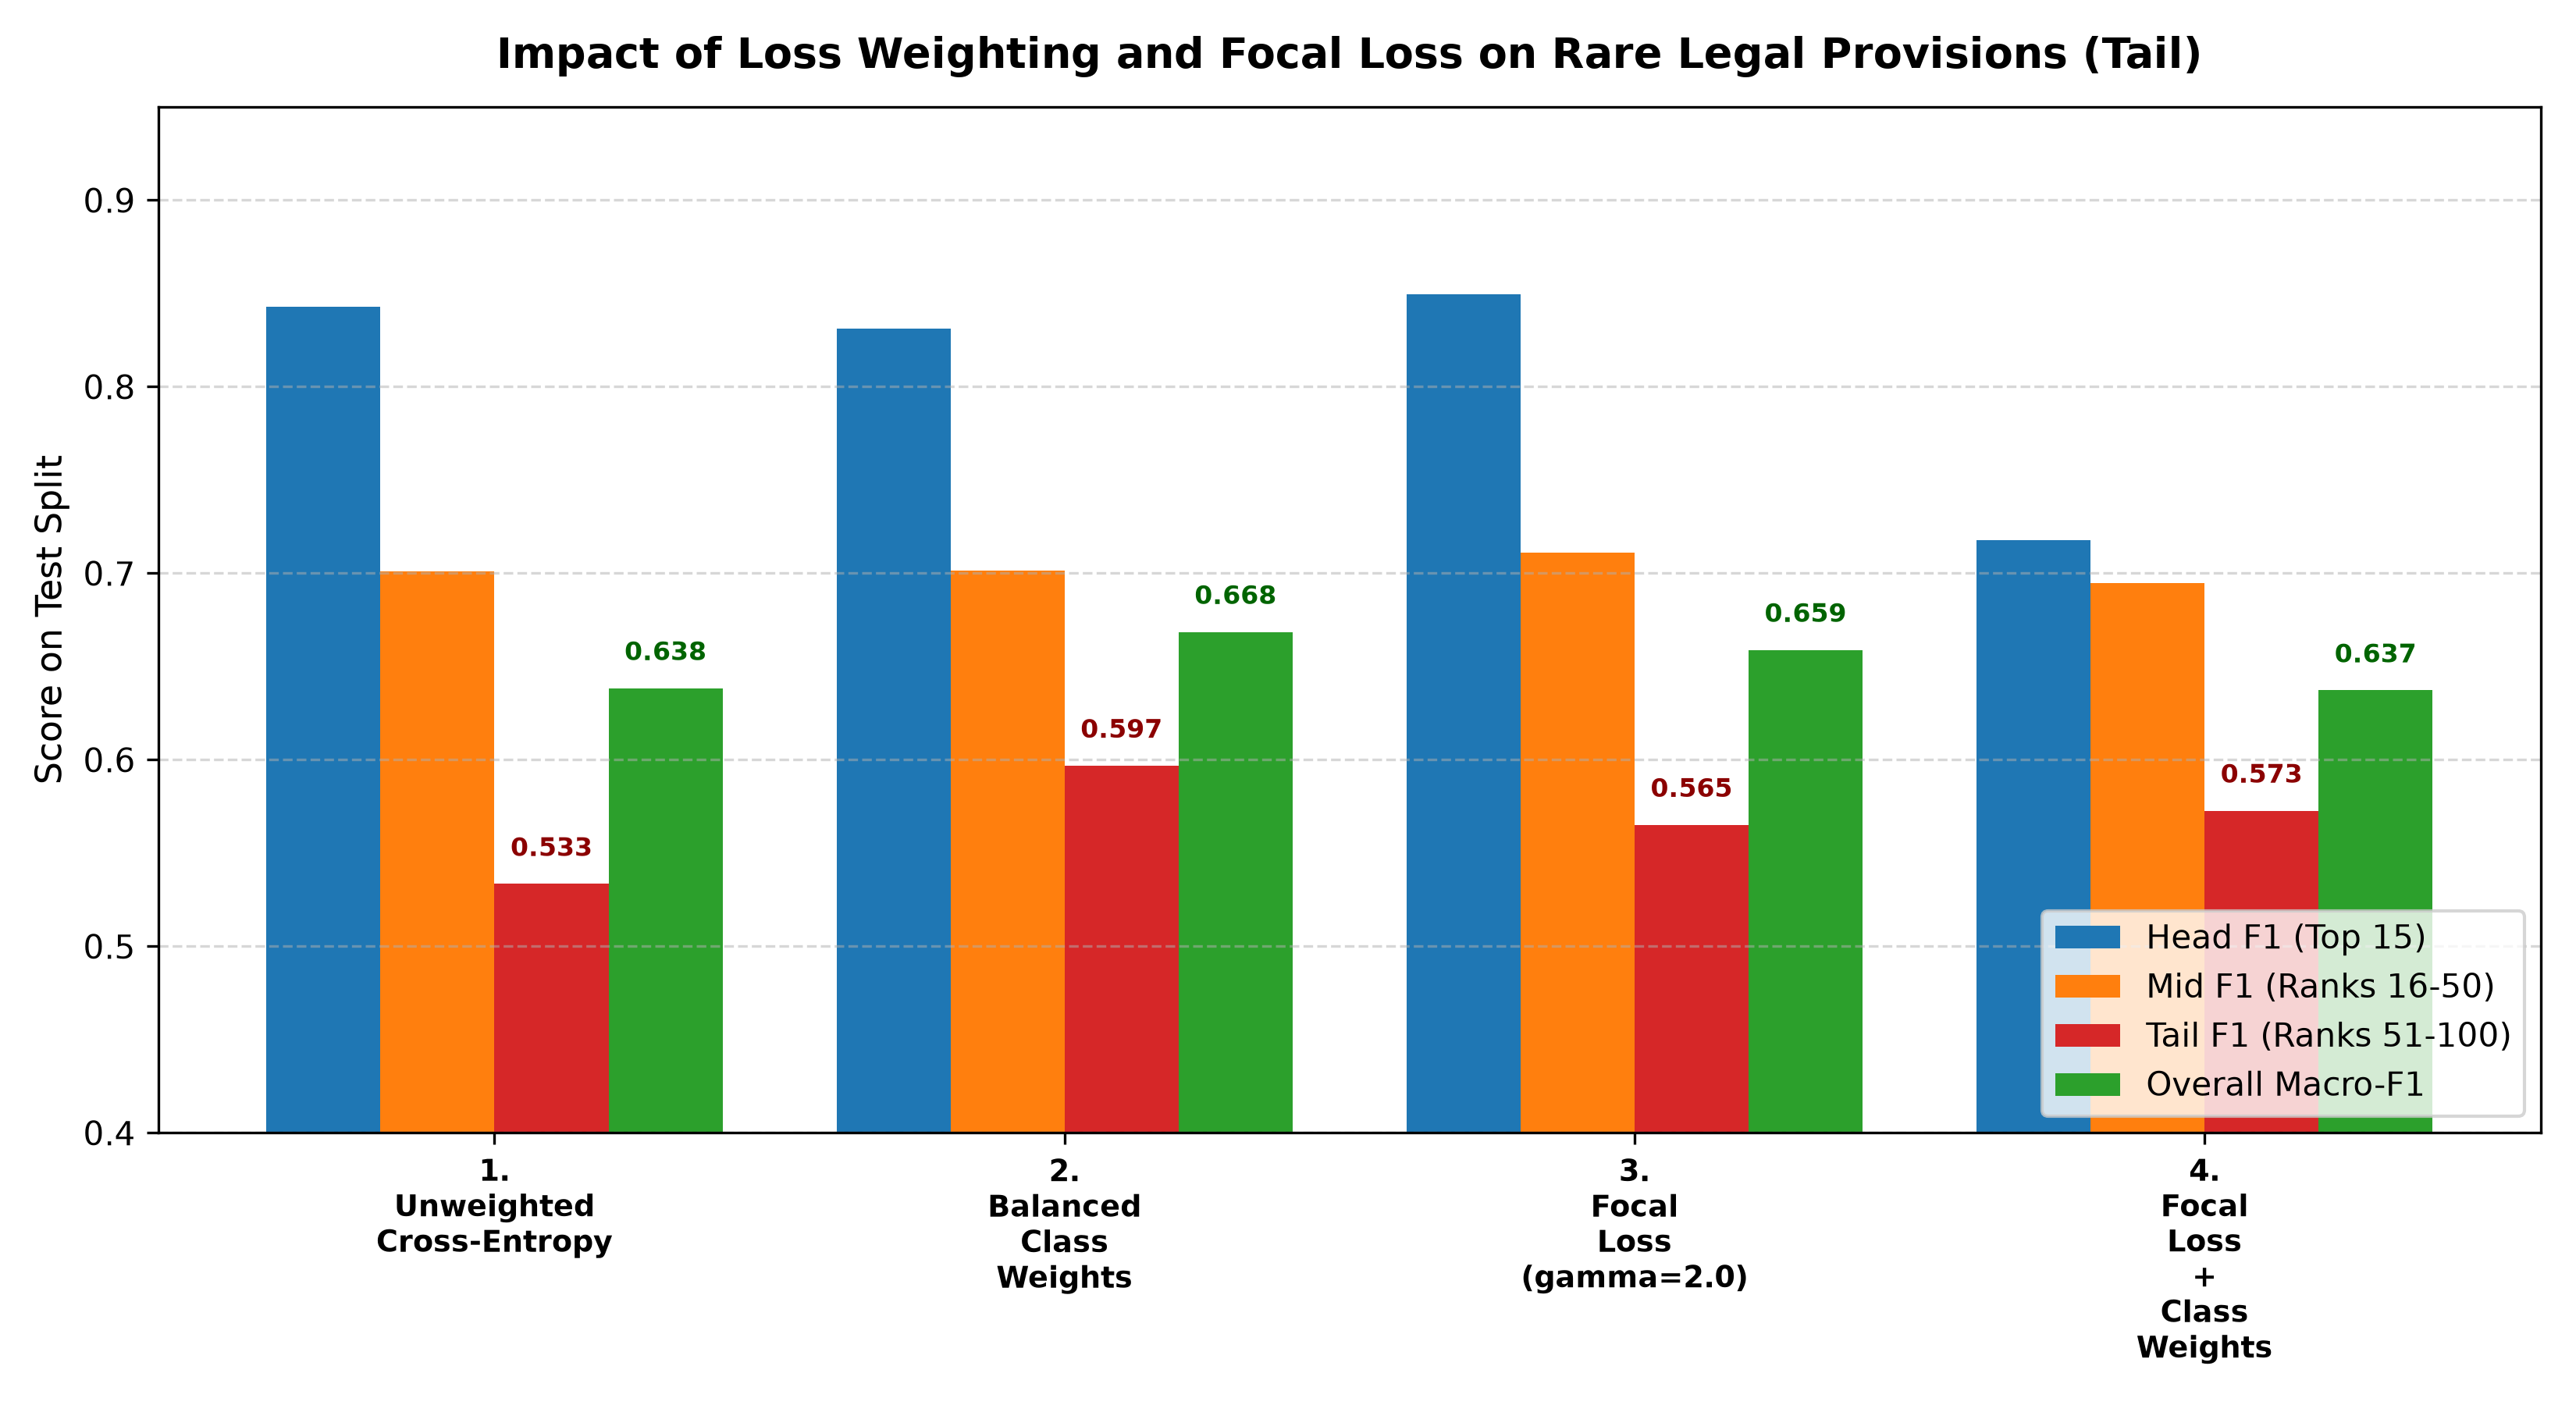 Impact of Loss Weighting and Focal Loss on Rare Legal Provisions (Tail)
Score on Test Split
0.9
0.8
0.7
0.6
0.5
0.4
0.533
0.638
0.597
0.668
0.565
0.659
0.573
0.637
Head F1 (Top 15)
Mid F1 (Ranks 16-50)
Tail F1 (Ranks 51-100)
Overall Macro-F1
1.
Unweighted
Cross-Entropy
2.
Balanced
Class
Weights
3.
Focal
Loss
(gamma=2.0)
4.
Focal
Loss
+
Class
Weights